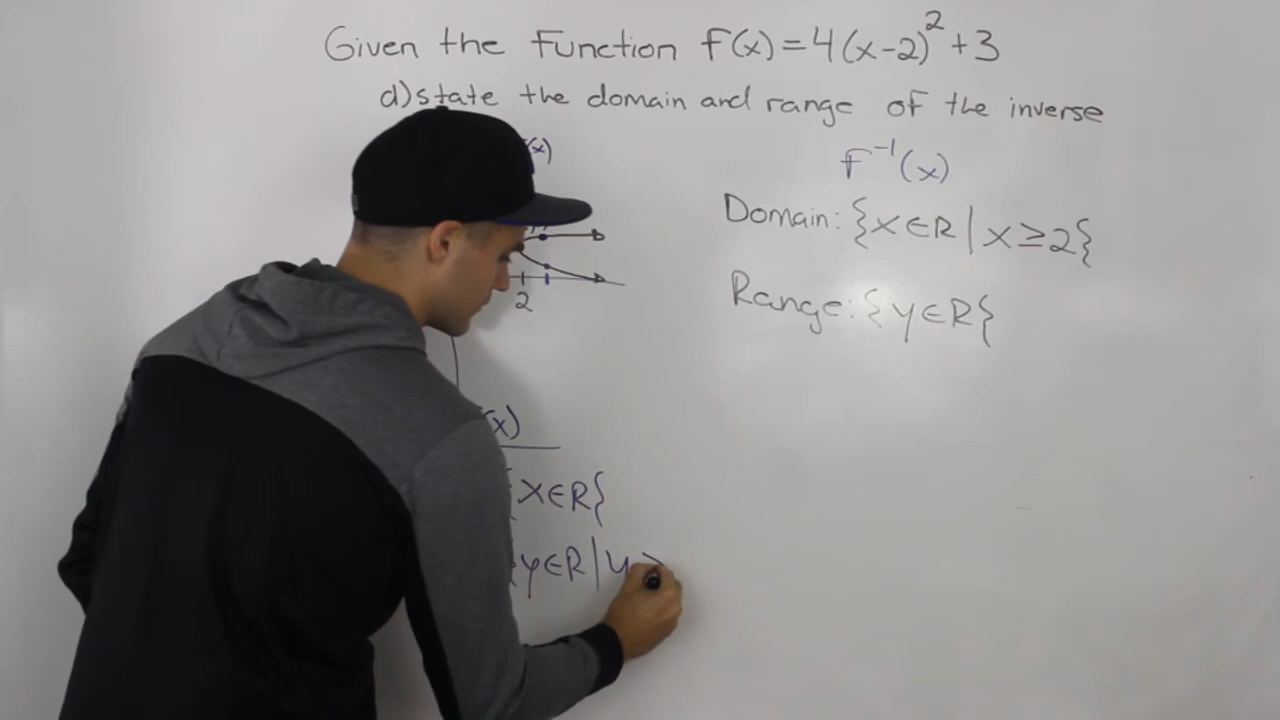 Given the Function f(x)=4(x-2)²+3
d) state the domain and range of the inverse
(x)
f⁻¹(x)
Domain: {X∈R | X≥2}
2
Range: {y∈R}
(x)
{X∈R}
{y∈R | y ≥